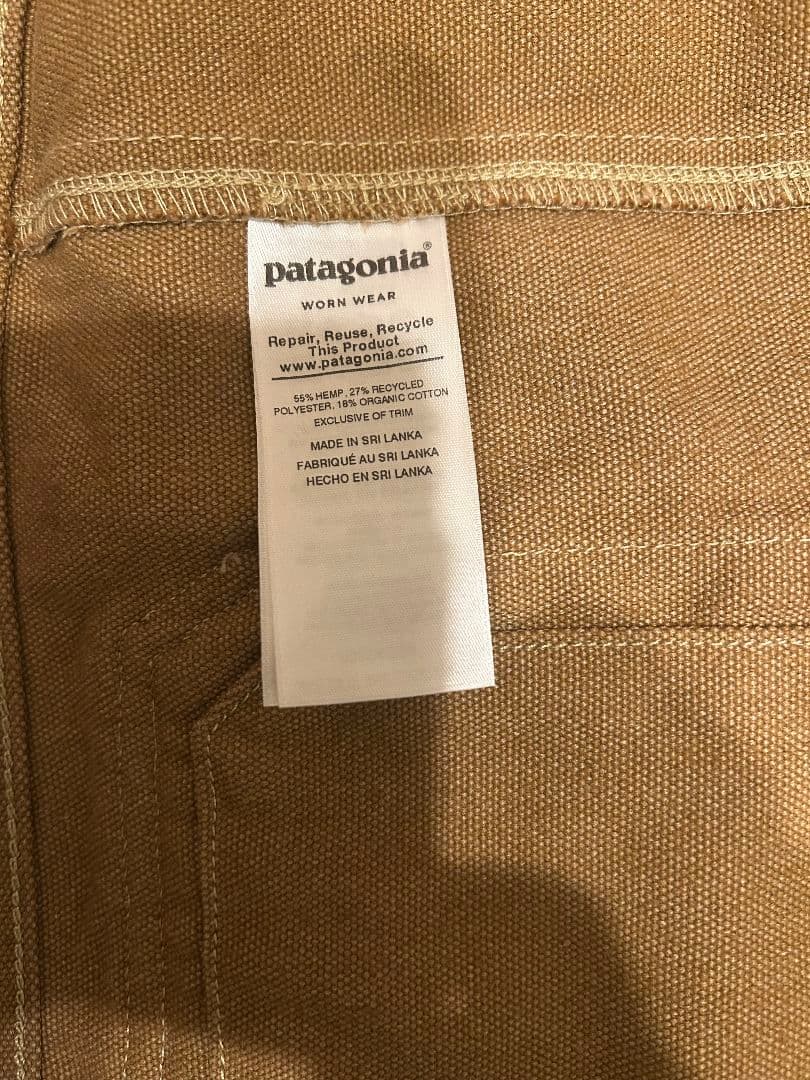 patagonia®
WORN WEAR
Repair, Reuse, Recycle
This Product
www.patagonia.com
55% HEMP, 27% RECYCLED
POLYESTER, 18% ORGANIC COTTON
EXCLUSIVE OF TRIM
MADE IN SRI LANKA
FABRIQUÉ AU SRI LANKA
HECHO EN SRI LANKA